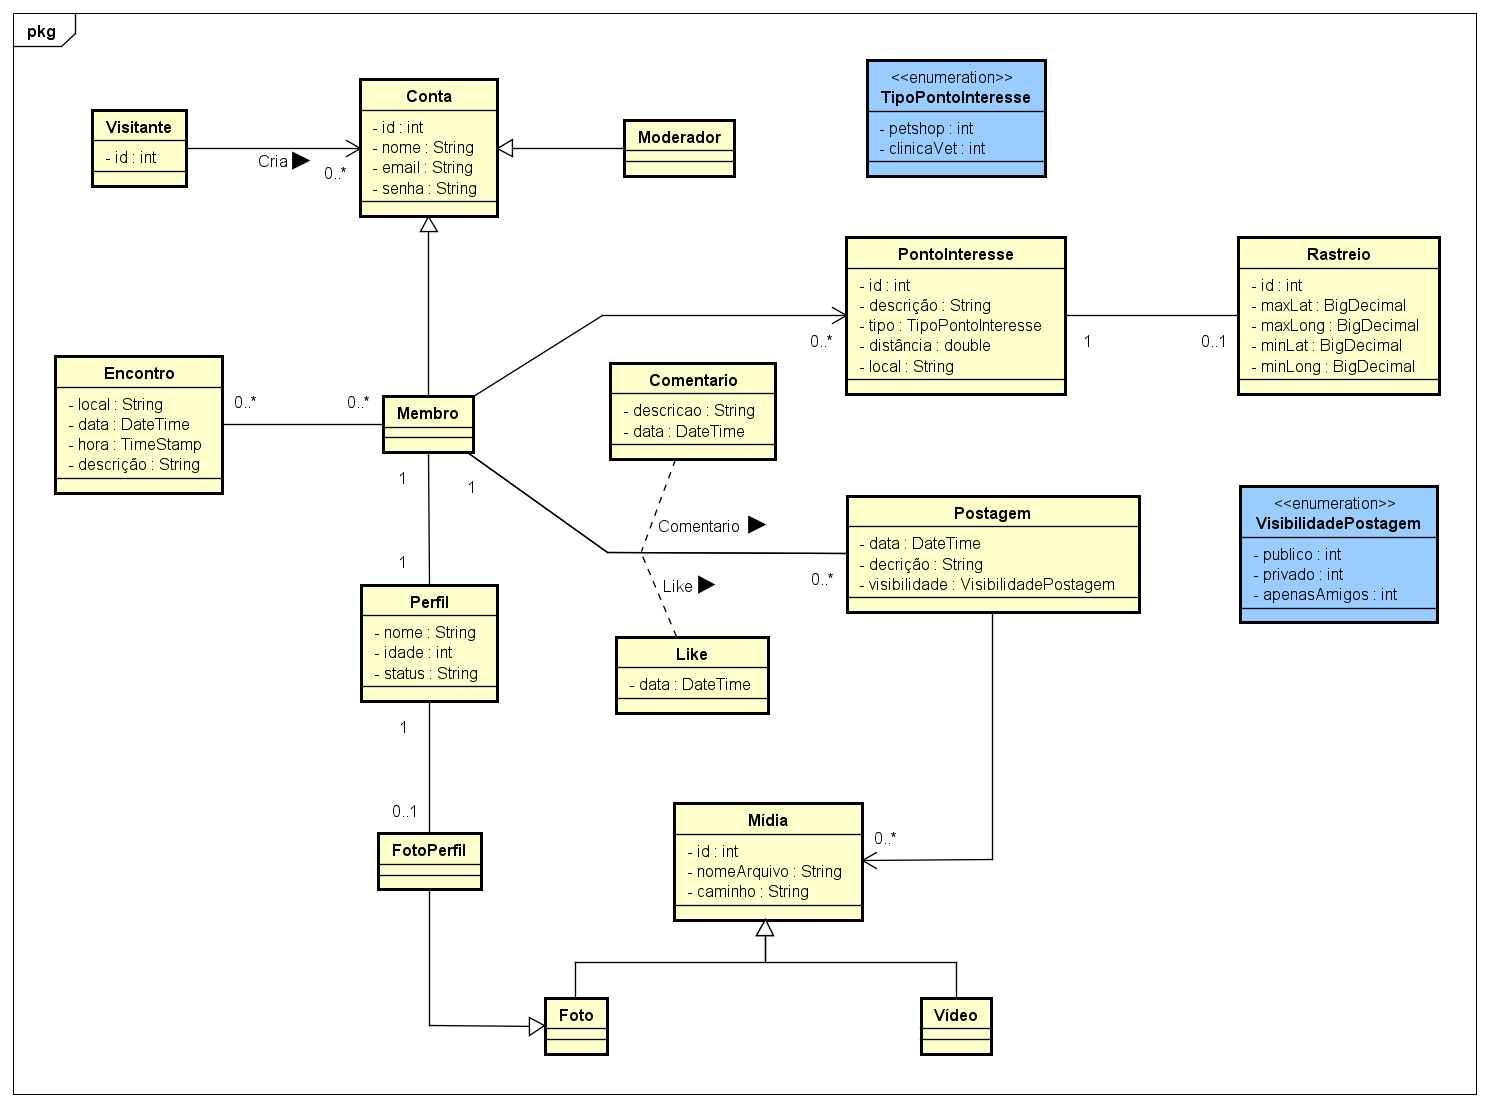 pkg
Visitante
- id : int
Cria
0..*
Conta
- id : int
- nome : String
- email : String
- senha : String
Moderador
<<enumeration>>
TipoPontoInteresse
- petshop : int
- clinicaVet : int
PontoInteresse
- id : int
- descrição : String
- tipo : TipoPontoInteresse
- distância : double
- local : String
0..*
1
0..1
Rastreio
- id : int
- maxLat : BigDecimal
- maxLong : BigDecimal
- minLat : BigDecimal
- minLong : BigDecimal
Encontro
- local : String
- data : DateTime
- hora : TimeStamp
- descrição : String
0..*
0..*
Membro
1
1
Comentario
- descricao : String
- data : DateTime
Comentario
Like
0..*
Postagem
- data : DateTime
- decrição : String
- visibilidade : VisibilidadePostagem
<<enumeration>>
VisibilidadePostagem
- publico : int
- privado : int
- apenasAmigos : int
1
Perfil
- nome : String
- idade : int
- status : String
1
0..1
Like
- data : DateTime
FotoPerfil
Mídia
- id : int
- nomeArquivo : String
- caminho : String
0..*
Foto
Vídeo